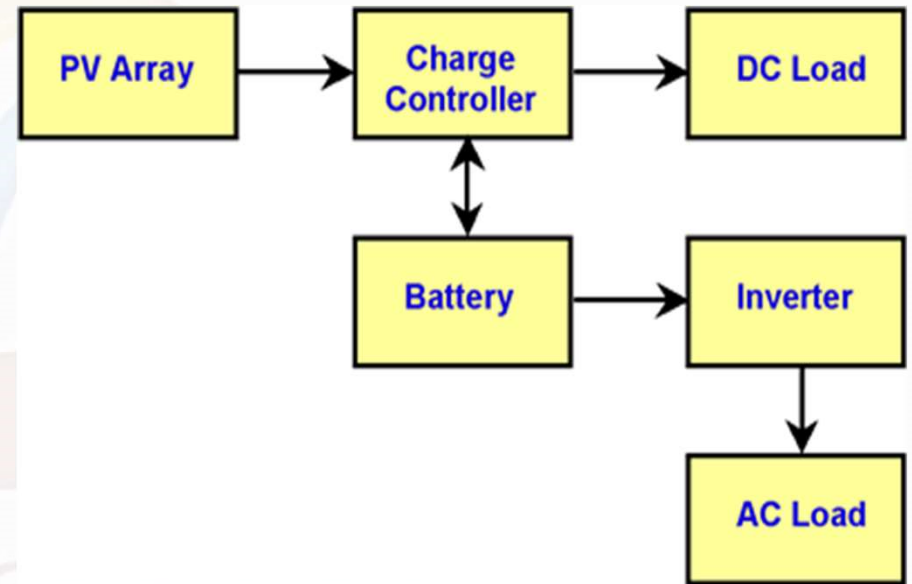 PV Array
Charge
Controller
DC Load
Battery
Inverter
AC Load